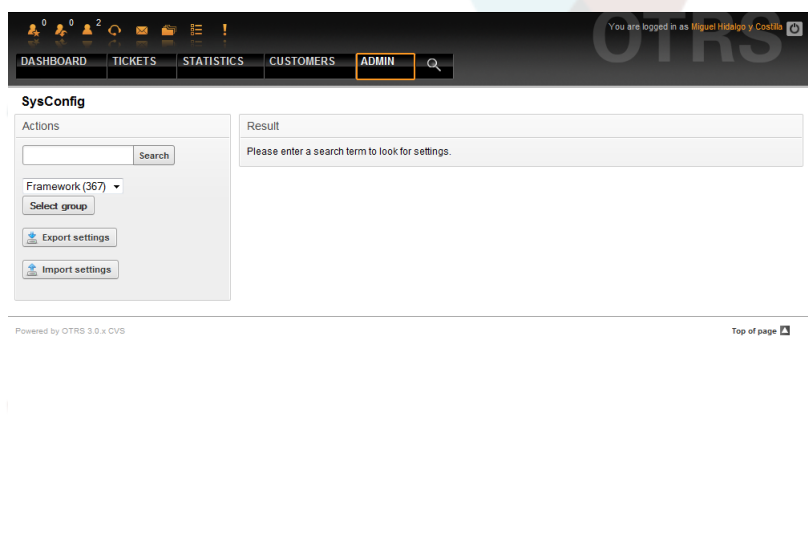 0 0 2
You are logged in as Miguel Hidalgo y Costilla
OTRS
DASHBOARD TICKETS STATISTICS CUSTOMERS ADMIN
SysConfig
Actions
Search
Framework (367)
Select group
Export settings
Import settings
Result
Please enter a search term to look for settings.
Powered by OTRS 3.0.x CVS
Top of page